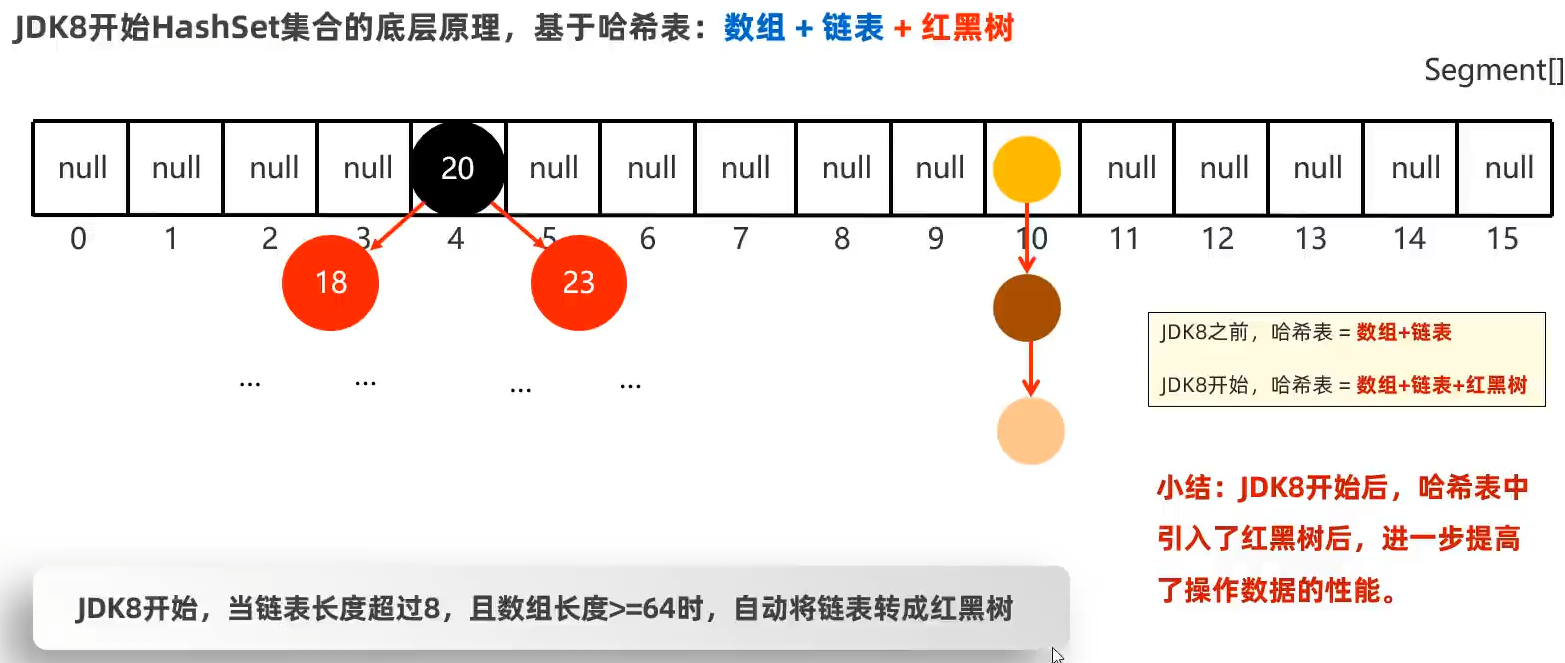 JDK8开始HashSet集合的底层原理，基于哈希表：数组 + 链表 + 红黑树
Segment[]
null null null null 20 null null null null null null null null null null
0 1 2 3 4 5 6 7 8 9 10 11 12 13 14 15
18 23
... ... ... ...
JDK8之前，哈希表 = 数组+链表
JDK8开始，哈希表 = 数组+链表+红黑树
小结：JDK8开始后，哈希表中
引入了红黑树后，进一步提高
了操作数据的性能。
JDK8开始，当链表长度超过8，且数组长度>=64时，自动将链表转成红黑树